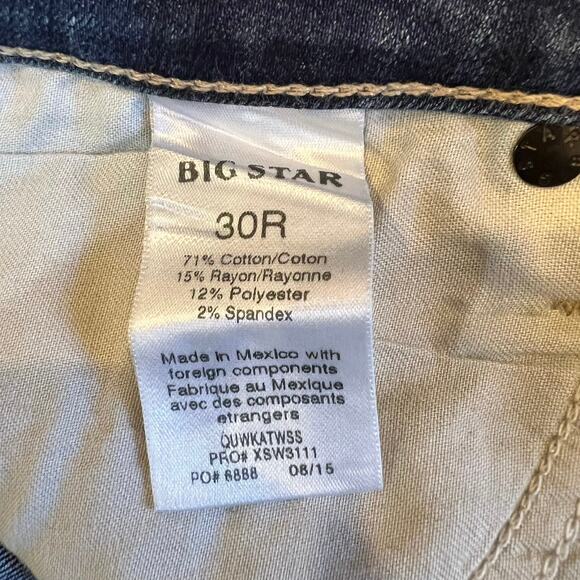 BIG STAR
30R
71% Cotton/Coton
15% Rayon/Rayonne
12% Polyester
2% Spandex
Made in Mexico with
foreign components
Fabrique au Mexique
avec des composants
etrangers
QUWKATWSS
PRO# XSW3111
PO# 6888 08/15